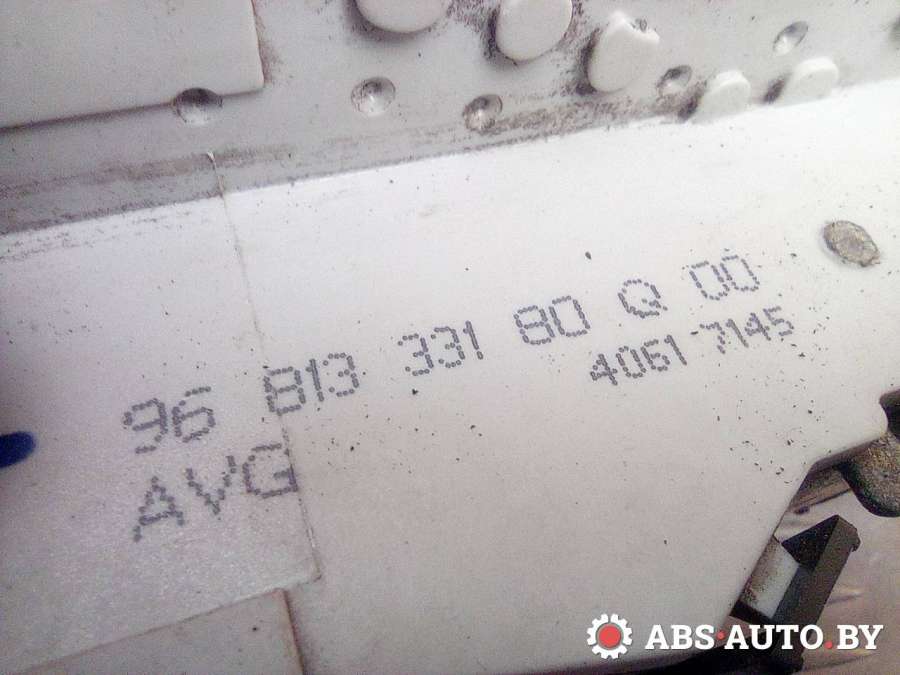 96 813 331 80 Q 00
4061 7145
AVG
ABS·AUTO.BY